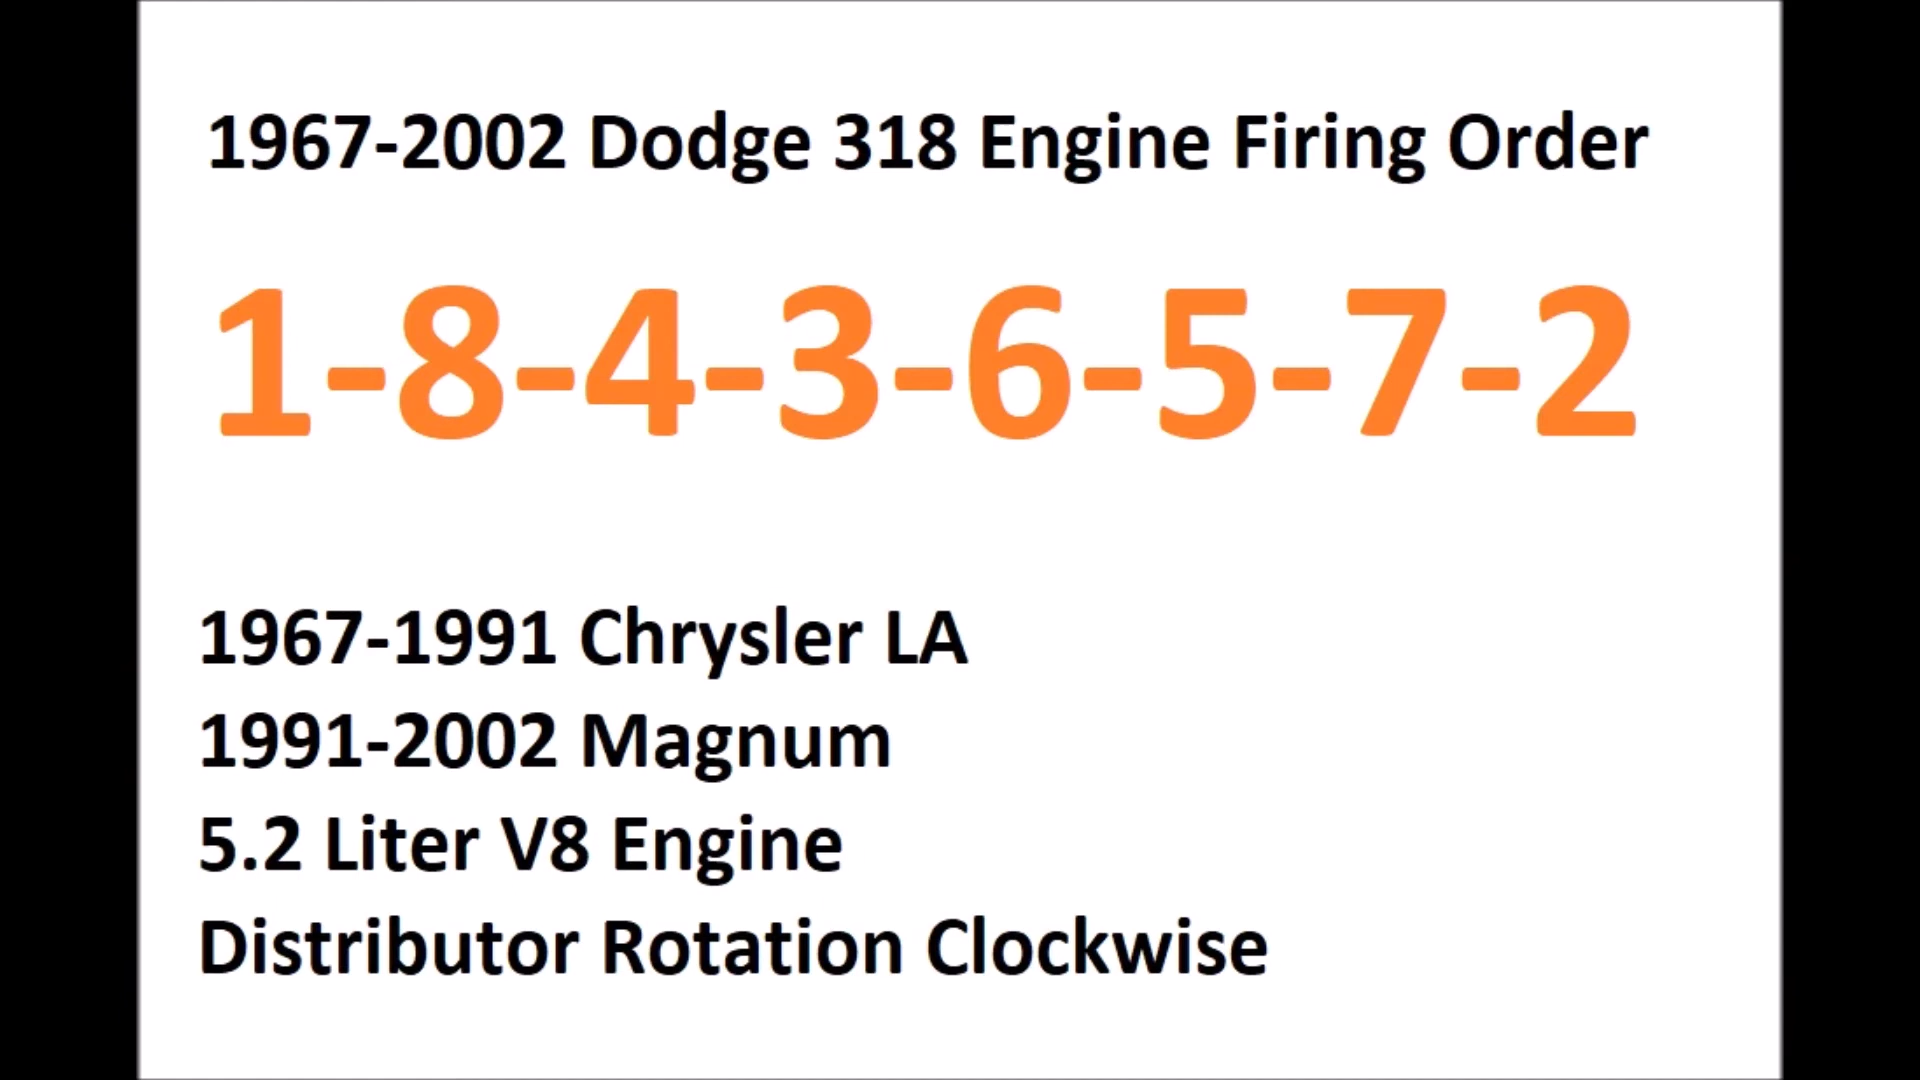 1967-2002 Dodge 318 Engine Firing Order
1-8-4-3-6-5-7-2
1967-1991 Chrysler LA
1991-2002 Magnum
5.2 Liter V8 Engine
Distributor Rotation Clockwise